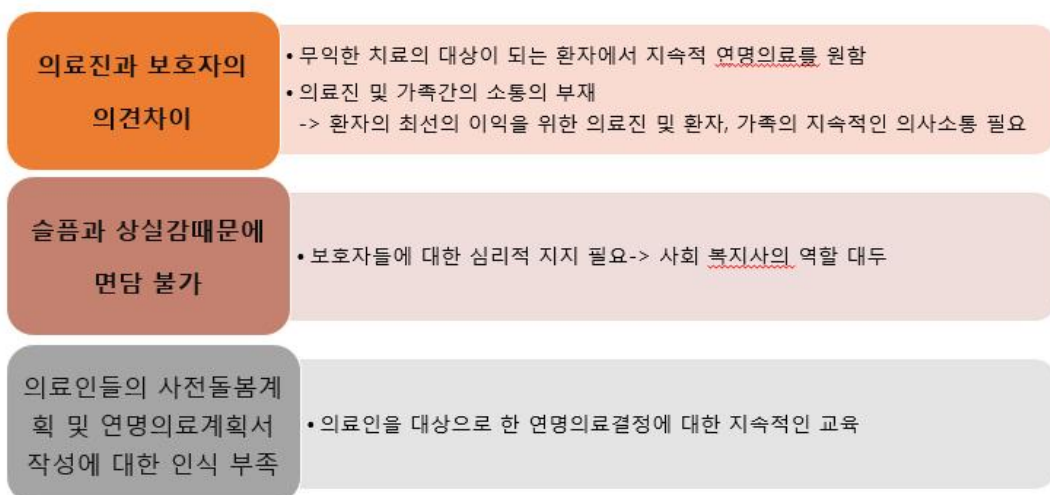 의료진과 보호자의
의견차이
• 무익한 치료의 대상이 되는 환자에서 지속적 연명의료를 원함
• 의료진 및 가족간의 소통의 부재
-> 환자의 최선의 이익을 위한 의료진 및 환자, 가족의 지속적인 의사소통 필요
슬픔과 상실감때문에
면담 불가
• 보호자들에 대한 심리적 지지 필요-> 사회 복지사의 역할 대두
의료인들의 사전돌봄계
획 및 연명의료계획서
작성에 대한 인식 부족
• 의료인을 대상으로 한 연명의료결정에 대한 지속적인 교육